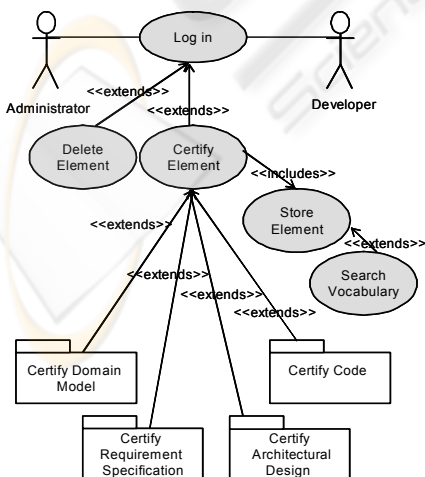 Log in
Administrator
Developer
<<extends>>
<<extends>>
Delete
Element
Certify
Element
<<includes>>
Store
Element
<<extends>>
<<extends>>
Search
Vocabulary
<<extends>>
<<extends>>
<<extends>>
Certify Domain
Model
Certify Code
Certify
Requirement
Specification
Certify
Architectural
Design